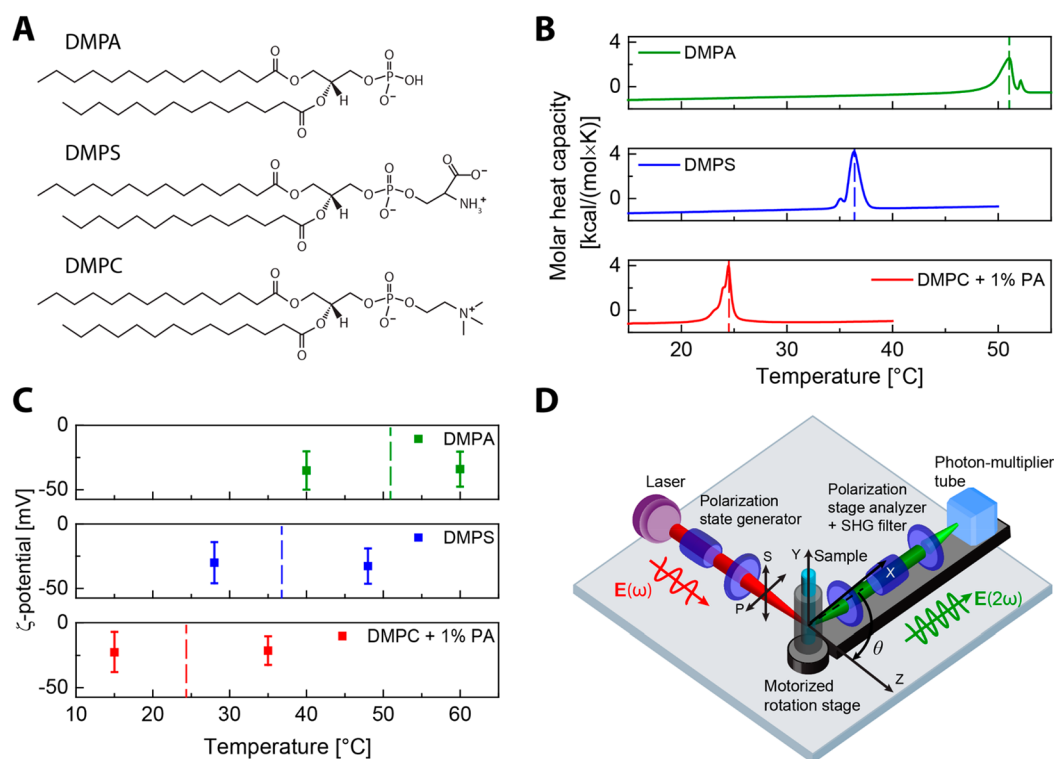 A
DMPA
O
O
O
O
P
O
OH
O⁻
H
O
DMPS
O
O
O
O
P
O
O
O
O⁻
O⁻
NH₃⁺
H
O
DMPC
O
O
O
O
P
O
O
O⁻
N⁺
H
O
B
Molar heat capacity
[kcal/(mol×K)]
4
0
DMPA
4
0
DMPS
4
0
DMPC + 1% PA
20 30 40 50
Temperature [°C]
C
ζ-potential [mV]
0
-50
DMPA
0
-50
DMPS
0
-50
DMPC + 1% PA
10 20 30 40 50 60
Temperature [°C]
D
Laser
Polarization
state generator
Polarization
stage analyzer
+ SHG filter
Photon-multiplier
tube
E(ω)
S
P
Y
Sample
X
E(2ω)
θ
Z
Motorized
rotation stage